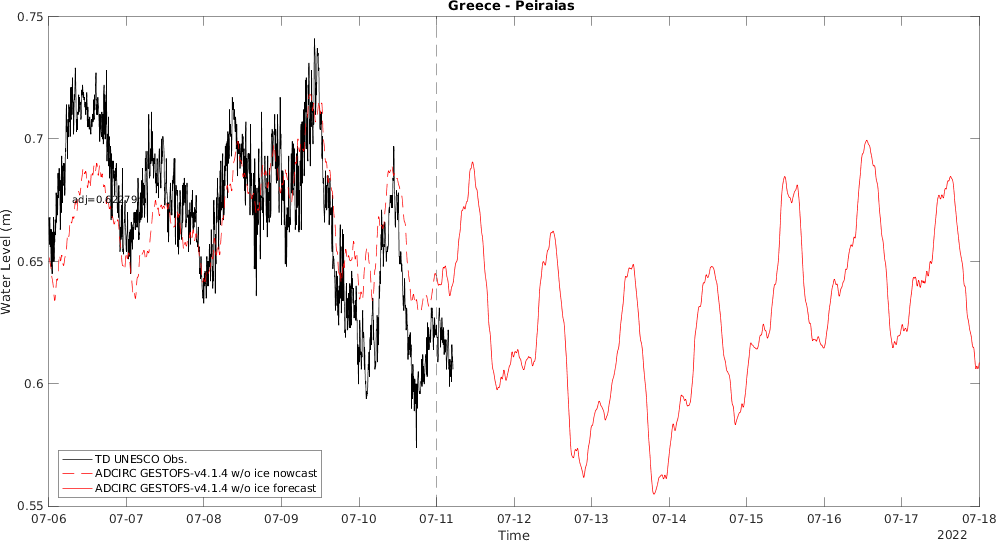 Greece - Peiraias
0.75
0.7
0.65
0.6
0.55
Water Level (m)
adj=0.62279
TD UNESCO Obs.
ADCIRC GESTOFS-v4.1.4 w/o ice nowcast
ADCIRC GESTOFS-v4.1.4 w/o ice forecast
07-06 07-07 07-08 07-09 07-10 07-11 07-12 07-13 07-14 07-15 07-16 07-17 07-18
Time
2022